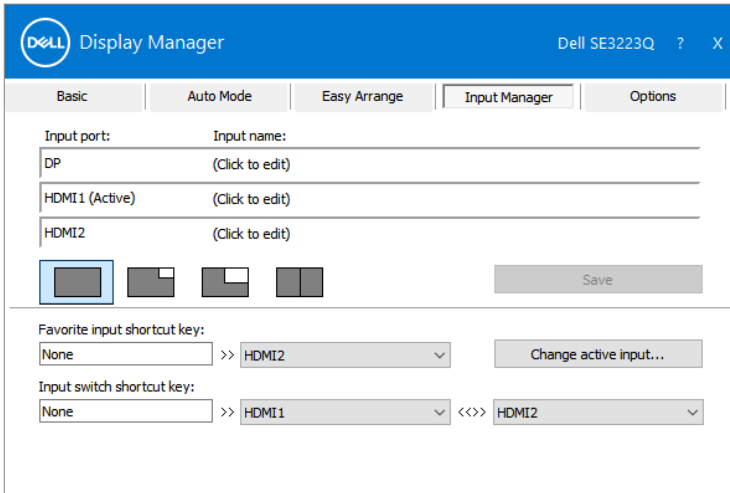 DELL Display Manager Dell SE3223Q ? X
Basic Auto Mode Easy Arrange Input Manager Options
Input port: Input name:
DP (Click to edit)
HDMI1 (Active) (Click to edit)
HDMI2 (Click to edit)
Save
Favorite input shortcut key:
None >> HDMI2 Change active input...
Input switch shortcut key:
None >> HDMI1 <<>> HDMI2